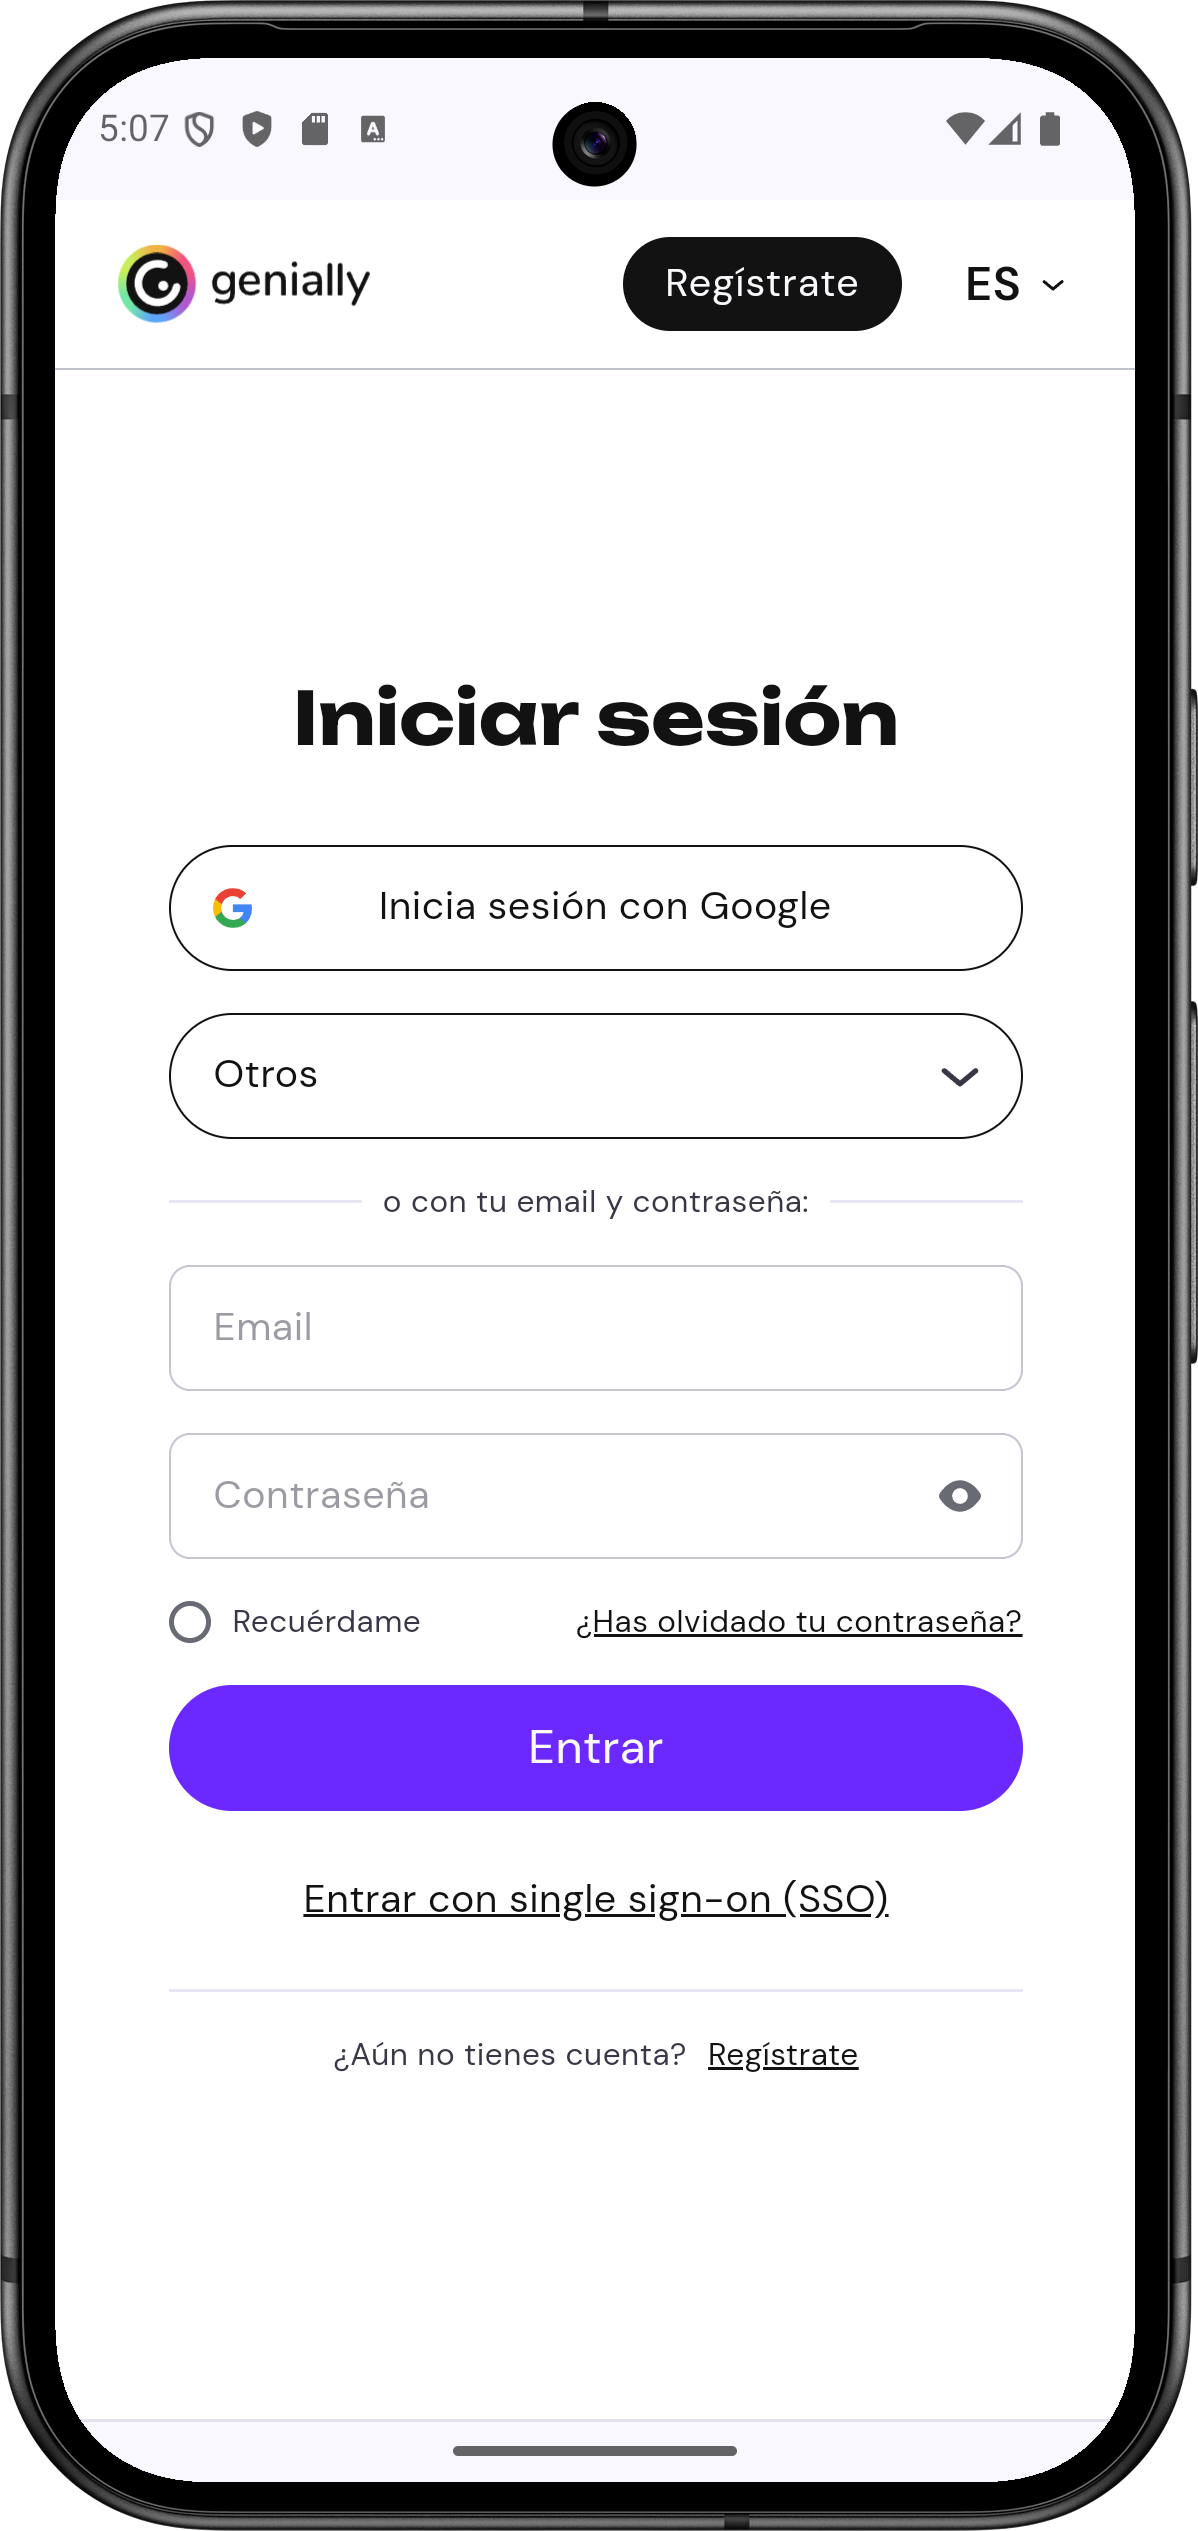 5:07
genially
Regístrate
ES
Iniciar sesión
Inicia sesión con Google
Otros
o con tu email y contraseña:
Email
Contraseña
Recuérdame
¿Has olvidado tu contraseña?
Entrar
Entrar con single sign-on (SSO)
¿Aún no tienes cuenta? Regístrate